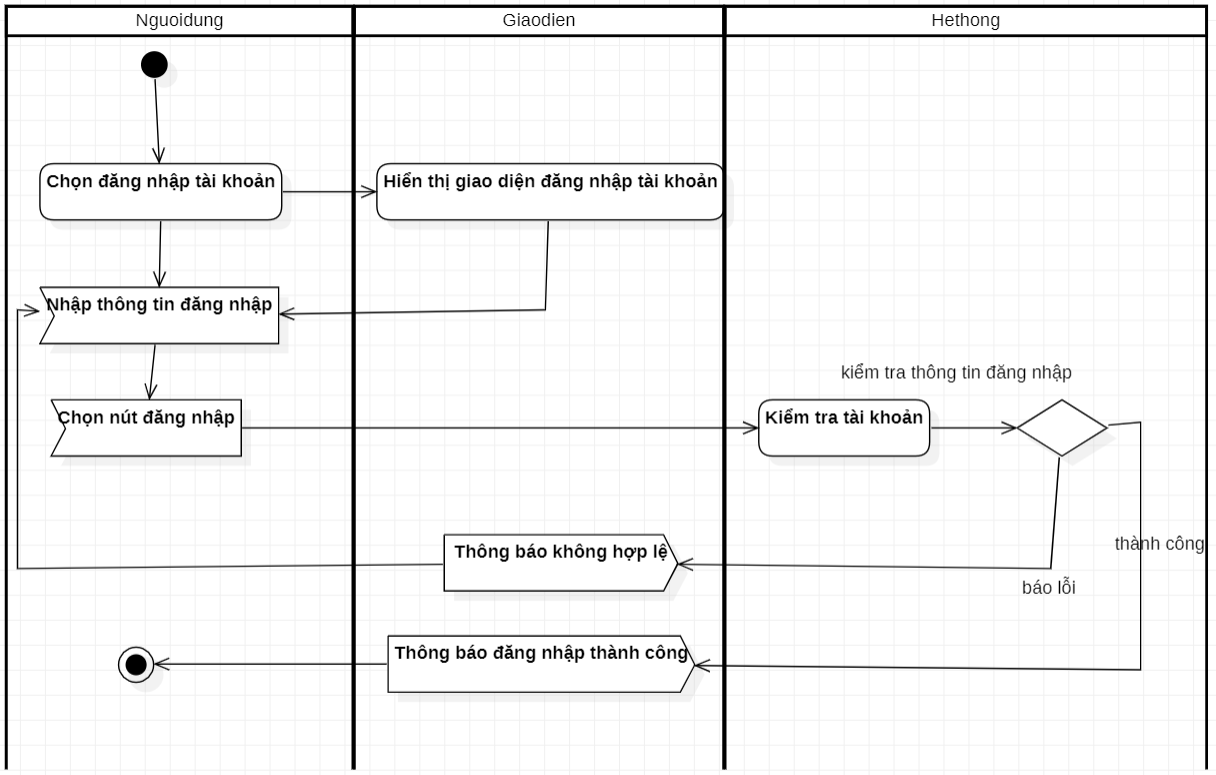 Nguoidung
Giaodien
Hethong
Chọn đăng nhập tài khoản
Hiển thị giao diện đăng nhập tài khoản
Nhập thông tin đăng nhập
kiểm tra thông tin đăng nhập
Chọn nút đăng nhập
Kiểm tra tài khoản
thành công
Thông báo không hợp lệ
báo lỗi
Thông báo đăng nhập thành công